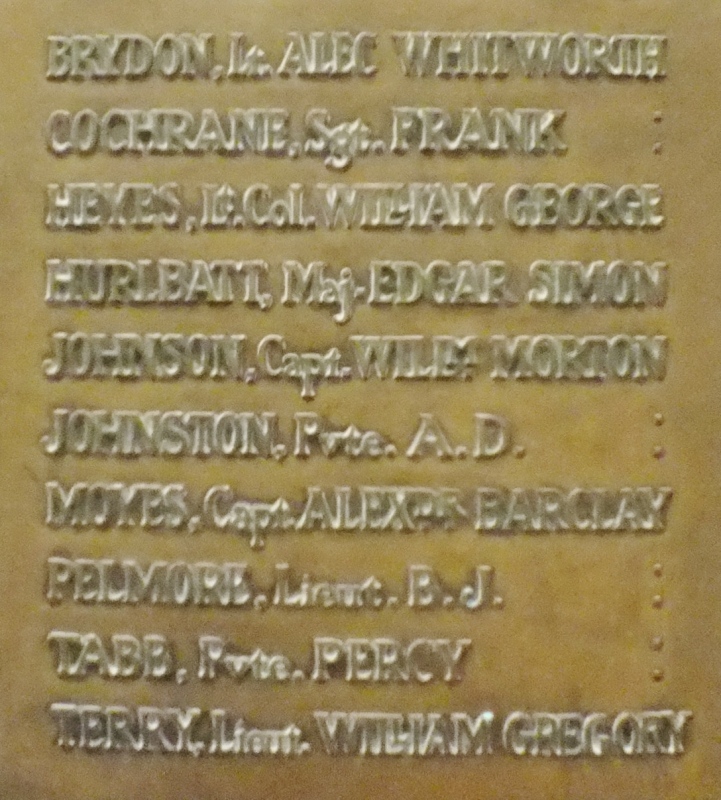 BRYDON, Lt. ALEC WHITWORTH
COCHRANE, Sgt. FRANK :
HEYES, Lt. Col. WILLIAM GEORGE
HURLBATT, Maj. EDGAR SIMON
JOHNSON, Capt. WILLM MORTON
JOHNSTON, Pvte. A. D. :
MOYES, Capt. ALEXDR BARCLAY
PELMORE, Lieut. B. J. :
TABB, Pvte. PERCY :
TERRY, Lieut. WILLIAM GREGORY